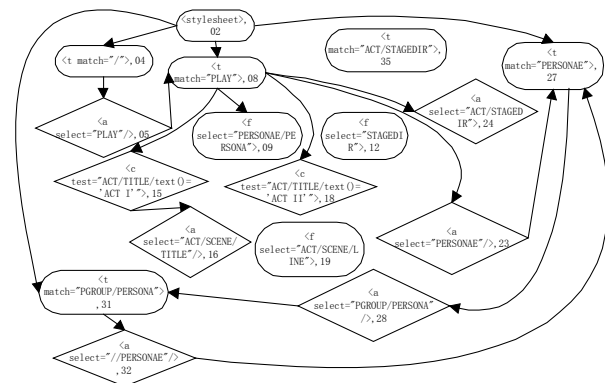 <stylesheet>,
02
<t
match="ACT/STAGEDIR">,
35
<t match="/">,04
<t
match="PLAY">,08
<t
match="PERSONAE">,
27
<a
select="PLAY"/>,05
<f
select="PERSONAE/PE
RSONA">,09
<f
select="STAGEDI
R">,12
<a
select="ACT/STAGED
IR">,24
<c
test="ACT/TITLE/text()=
'ACT I'">,15
<c
test="ACT/TITLE/text()=
'ACT II'">,18
<a
select="ACT/SCENE/
TITLE"/>,16
<f
select="ACT/SCENE/LI
NE">,19
<a
select="PERSONAE"/>,23
<t
match="PGROUP/PERSONA">
,31
<a
select="PGROUP/PERSONA"
/>,28
<a
select="//PERSONAE"/>
,32